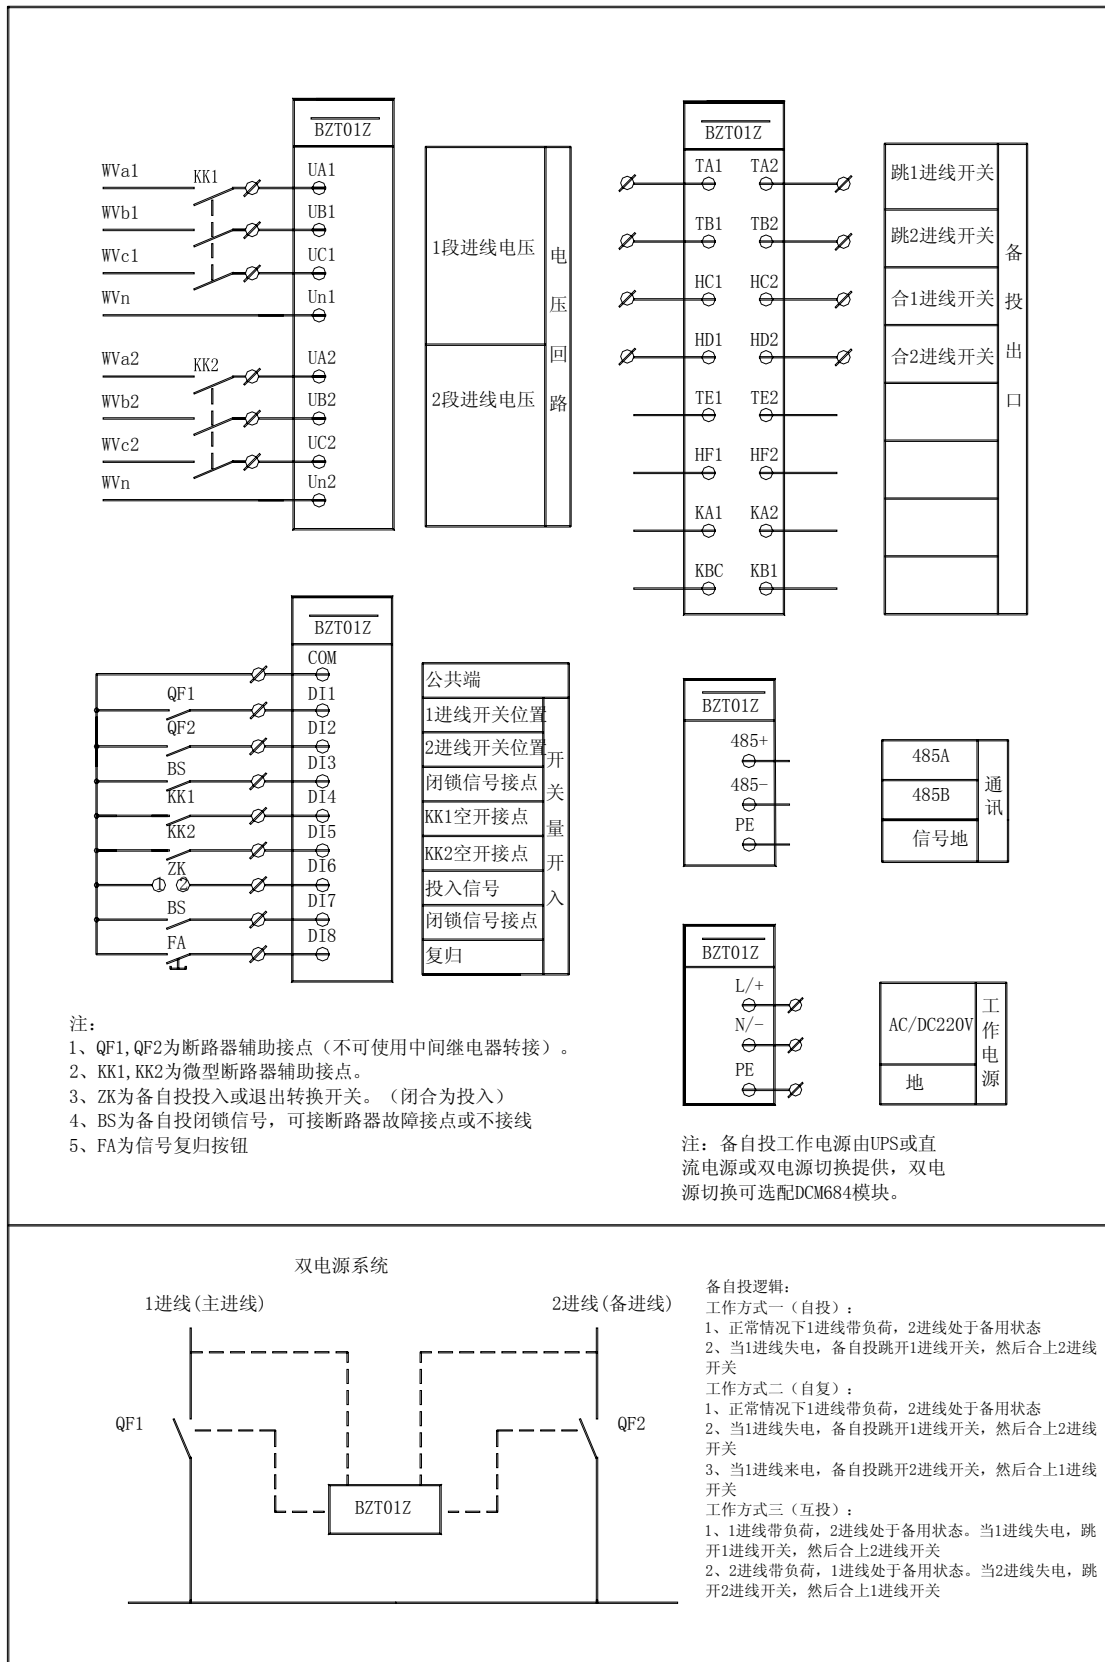 BZT01Z
WVa1
KK1
UA1
WVb1
UB1
WVc1
UC1
WVn
Un1
WVa2
KK2
UA2
WVb2
UB2
WVc2
UC2
WVn
Un2
1段进线电压
2段进线电压
电压回路
BZT01Z
TA1 TA2
TB1 TB2
HC1 HC2
HD1 HD2
TE1 TE2
HF1 HF2
KA1 KA2
KBC KB1
跳1进线开关
跳2进线开关
合1进线开关
合2进线开关
备投出口
BZT01Z
COM
QF1 DI1
QF2 DI2
BS DI3
KK1 DI4
KK2 DI5
ZK DI6
1 2
BS DI7
FA DI8
公共端
1进线开关位置
2进线开关位置
闭锁信号接点
KK1空开接点
KK2空开接点
投入信号
闭锁信号接点
复归
开关量开入
BZT01Z
485+
485-
PE
485A
485B
信号地
通讯
BZT01Z
L/+
N/-
PE
AC/DC220V
地
工作电源
注:
1、QF1,QF2为断路器辅助接点（不可使用中间继电器转接）。
2、KK1,KK2为微型断路器辅助接点。
3、ZK为备自投投入或退出转换开关。（闭合为投入）
4、BS为备自投闭锁信号，可接断路器故障接点或不接线
5、FA为信号复归按钮
注：备自投工作电源由UPS或直
流电源或双电源切换提供，双电
源切换可选配DCM684模块。
双电源系统
1进线(主进线)
2进线(备进线)
QF1
QF2
BZT01Z
备自投逻辑:
工作方式一（自投）:
1、正常情况下1进线带负荷，2进线处于备用状态
2、当1进线失电，备自投跳开1进线开关，然后合上2进线
开关
工作方式二（自复）:
1、正常情况下1进线带负荷，2进线处于备用状态
2、当1进线失电，备自投跳开1进线开关，然后合上2进线
开关
3、当1进线来电，备自投跳开2进线开关，然后合上1进线
开关
工作方式三（互投）:
1、1进线带负荷，2进线处于备用状态。当1进线失电，跳
开1进线开关，然后合上2进线开关
2、2进线带负荷，1进线处于备用状态。当2进线失电，跳
开2进线开关，然后合上1进线开关